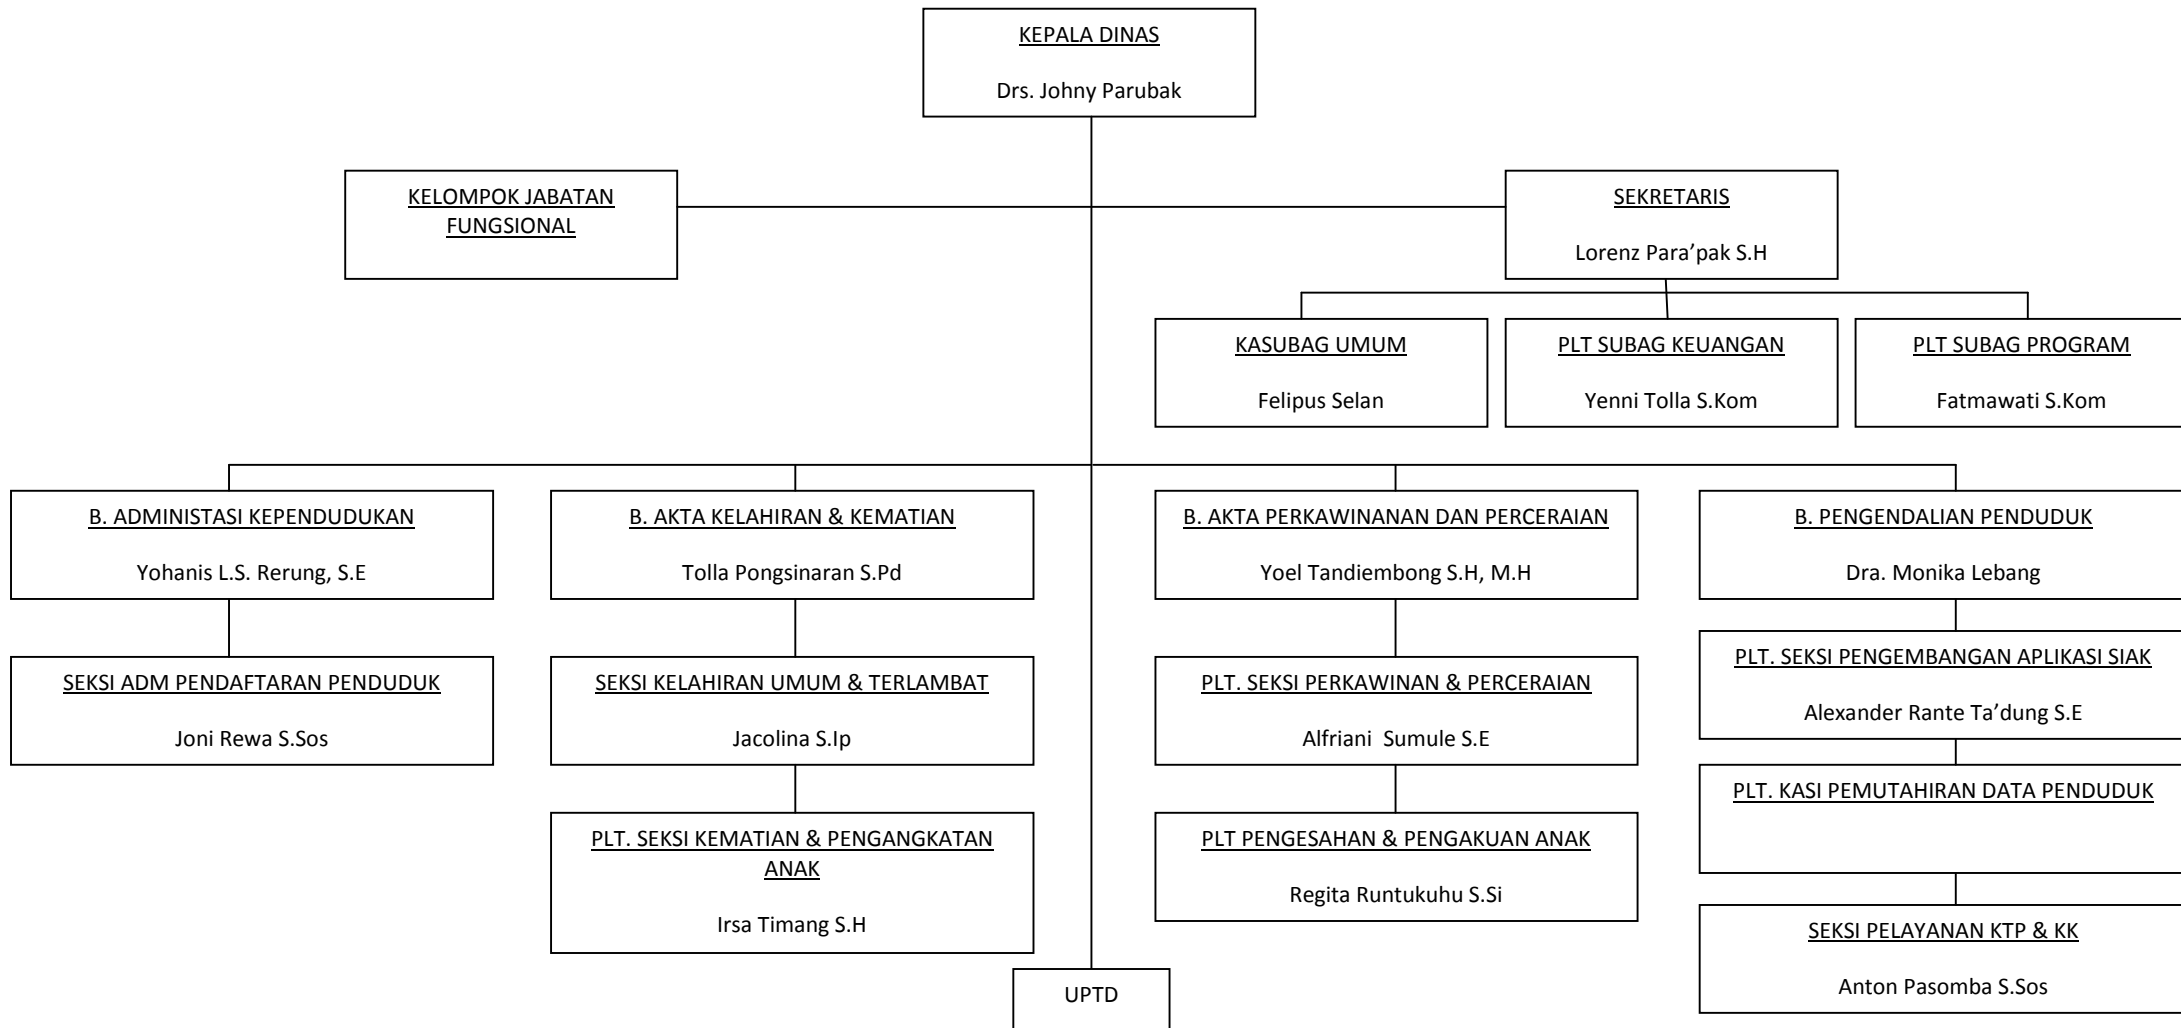 KEPALA DINAS
Drs. Johny Parubak
KELOMPOK JABATAN
FUNGSIONAL
SEKRETARIS
Lorenz Para’pak S.H
KASUBAG UMUM
Felipus Selan
PLT SUBAG KEUANGAN
Yenni Tolla S.Kom
PLT SUBAG PROGRAM
Fatmawati S.Kom
B. ADMINISTASI KEPENDUDUKAN
Yohanis L.S. Rerung, S.E
B. AKTA KELAHIRAN & KEMATIAN
Tolla Pongsinaran S.Pd
B. AKTA PERKAWINANAN DAN PERCERAIAN
Yoel Tandiembong S.H, M.H
B. PENGENDALIAN PENDUDUK
Dra. Monika Lebang
SEKSI ADM PENDAFTARAN PENDUDUK
Joni Rewa S.Sos
SEKSI KELAHIRAN UMUM & TERLAMBAT
Jacolina S.Ip
PLT. SEKSI PERKAWINAN & PERCERAIAN
Alfriani  Sumule S.E
PLT. SEKSI PENGEMBANGAN APLIKASI SIAK
Alexander Rante Ta’dung S.E
PLT. KASI PEMUTAHIRAN DATA PENDUDUK
PLT. SEKSI KEMATIAN & PENGANGKATAN
ANAK
Irsa Timang S.H
PLT PENGESAHAN & PENGAKUAN ANAK
Regita Runtukuhu S.Si
SEKSI PELAYANAN KTP & KK
Anton Pasomba S.Sos
UPTD